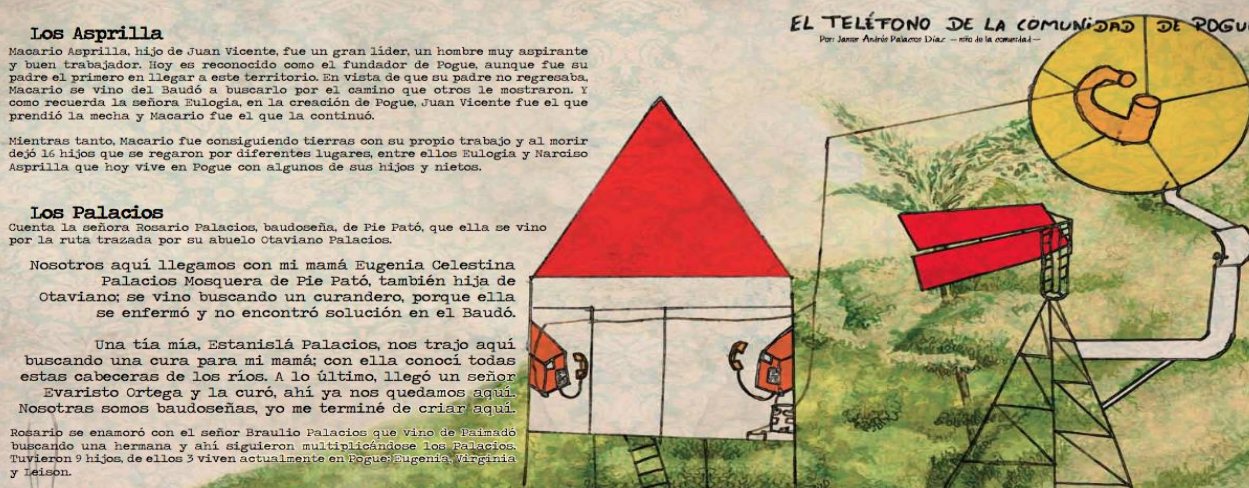 Los Asprilla
Macario Asprilla, hijo de Juan Vicente, fue un gran líder, un hombre muy aspirante
y buen trabajador. Hoy es reconocido como el fundador de Pogue, aunque fue su
padre el primero en llegar a este territorio. En vista de que su padre no regresaba,
Macario se vino del Baudó a buscarlo por el camino que otros le mostraron. Y
como recuerda la señora Eulogia, en la creación de Pogue, Juan Vicente fue el que
prendió la mecha y Macario fue el que la continuó.
Mientras tanto, Macario fue consiguiendo tierras con su propio trabajo y al morir
dejó 16 hijos que se regaron por diferentes lugares, entre ellos Eulogia y Narciso
Asprilla que hoy vive en Pogue con algunos de sus hijos y nietos.
Los Palacios
Cuenta la señora Rosario Palacios, baudoseña, de Pie Pató, que ella se vino
por la ruta trazada por su abuelo Otaviano Palacios.
Nosotros aquí llegamos con mi mamá Eugenia Celestina
Palacios Mosquera de Pie Pató, también hija de
Otaviano; se vino buscando un curandero, porque ella
se enfermó y no encontró solución en el Baudó.
Una tía mía, Estanislá Palacios, nos trajo aquí
buscando una cura para mi mamá; con ella conocí todas
estas cabeceras de los ríos. A lo último, llegó un señor
Evaristo Ortega y la curó, ahí ya nos quedamos aquí.
Nosotras somos baudoseñas, yo me terminé de criar aquí.
Rosario se enamoró con el señor Braulio Palacios que vino de Paimadó
buscando una hermana y ahí siguieron multiplicándose los Palacios.
Tuvieron 9 hijos, de ellos 3 viven actualmente en Pogue: Eugenia, Virginia
y Leison.
EL TELÉFONO DE LA COMUNIDAD DE POGUE
Por: Janier Andrés Palacios Díaz – niño de la comunidad –